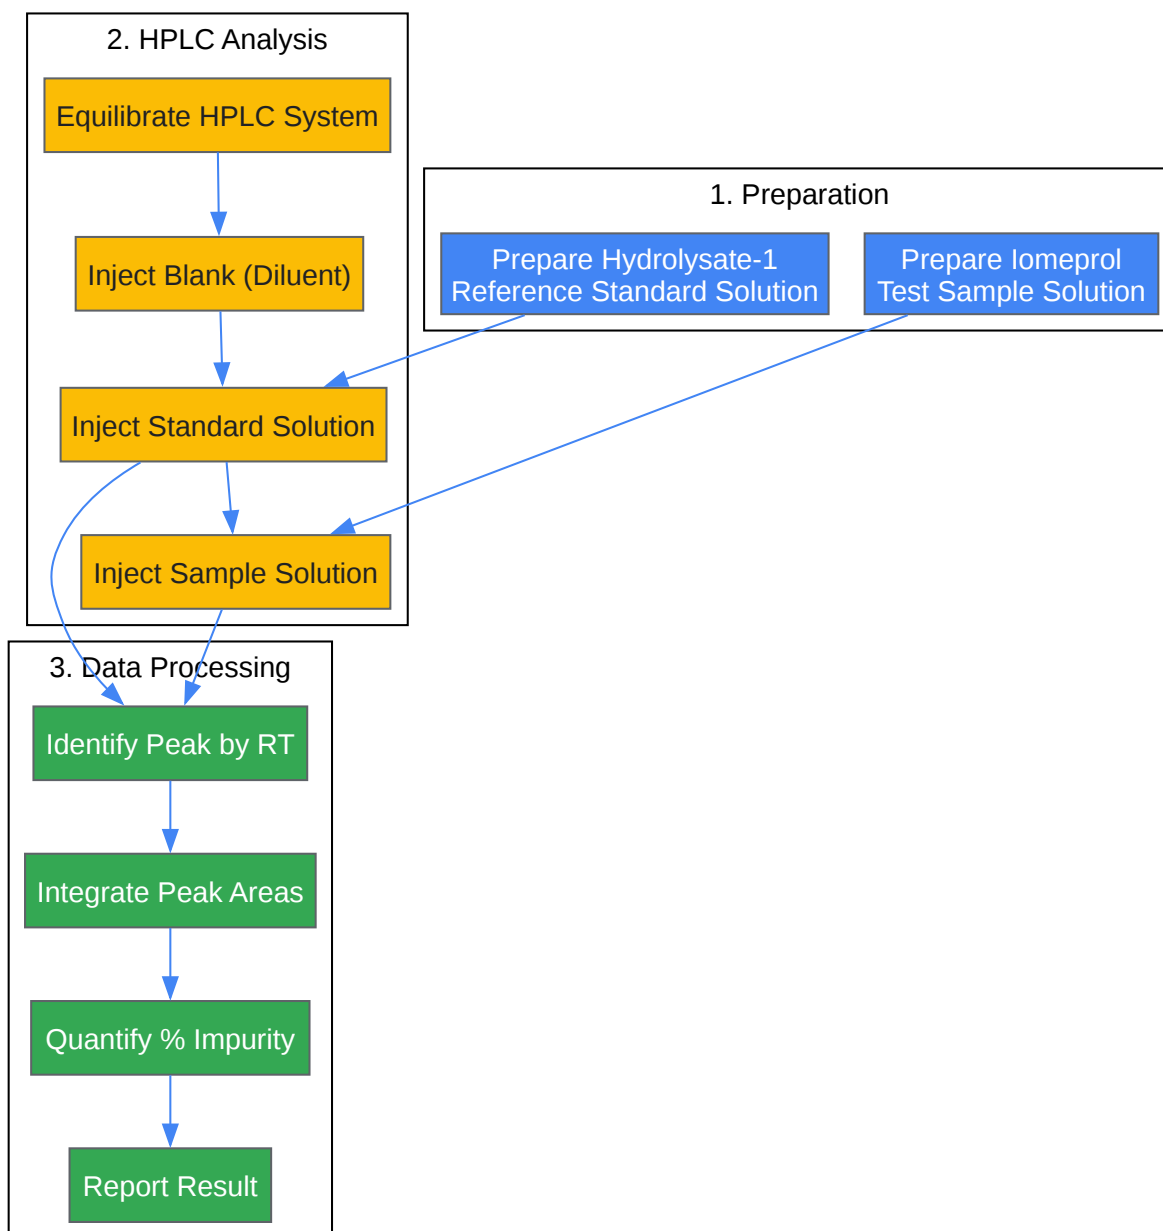 2. HPLC Analysis
Equilibrate HPLC System
Inject Blank (Diluent)
Inject Standard Solution
Inject Sample Solution
1. Preparation
Prepare Hydrolysate-1
Reference Standard Solution
Prepare Iomeprol
Test Sample Solution
3. Data Processing
Identify Peak by RT
Integrate Peak Areas
Quantify % Impurity
Report Result